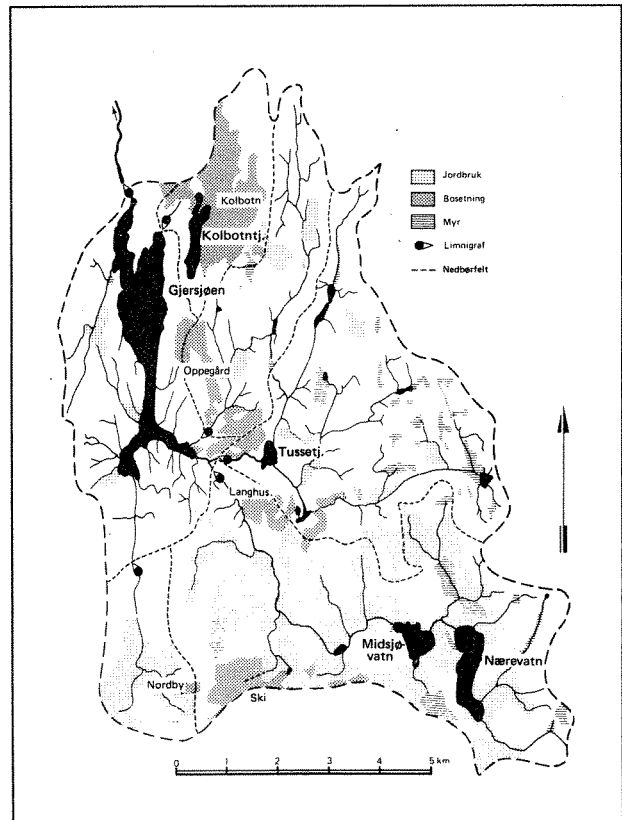 Jordbruk
Bosetning
Myr
Limnigraf
Nedbørfelt
Kolbotn
Kolbotntj.
Gjersjøen
Oppegård
Tussetj.
Langhus
Midsjø-
vatn
Nærevatn
Nordby
Ski
0 1 2 3 4 5 km